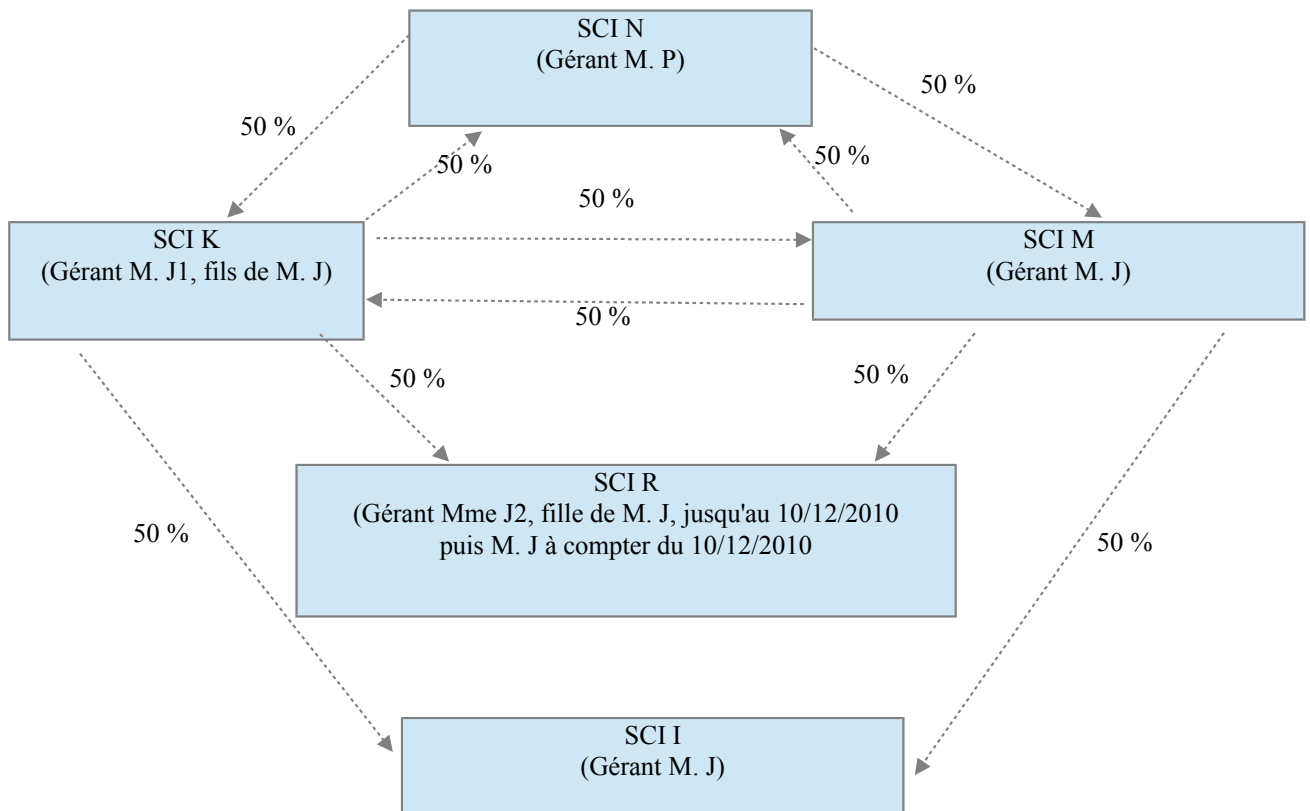 SCI N
(Gérant M. P)
50 %
50 %
50 %
50 %
50 %
SCI K
(Gérant M. J1, fils de M. J)
SCI M
(Gérant M. J)
50 %
50 %
50 %
SCI R
(Gérant Mme J2, fille de M. J, jusqu'au 10/12/2010
puis M. J à compter du 10/12/2010
50 %
50 %
SCI I
(Gérant M. J)